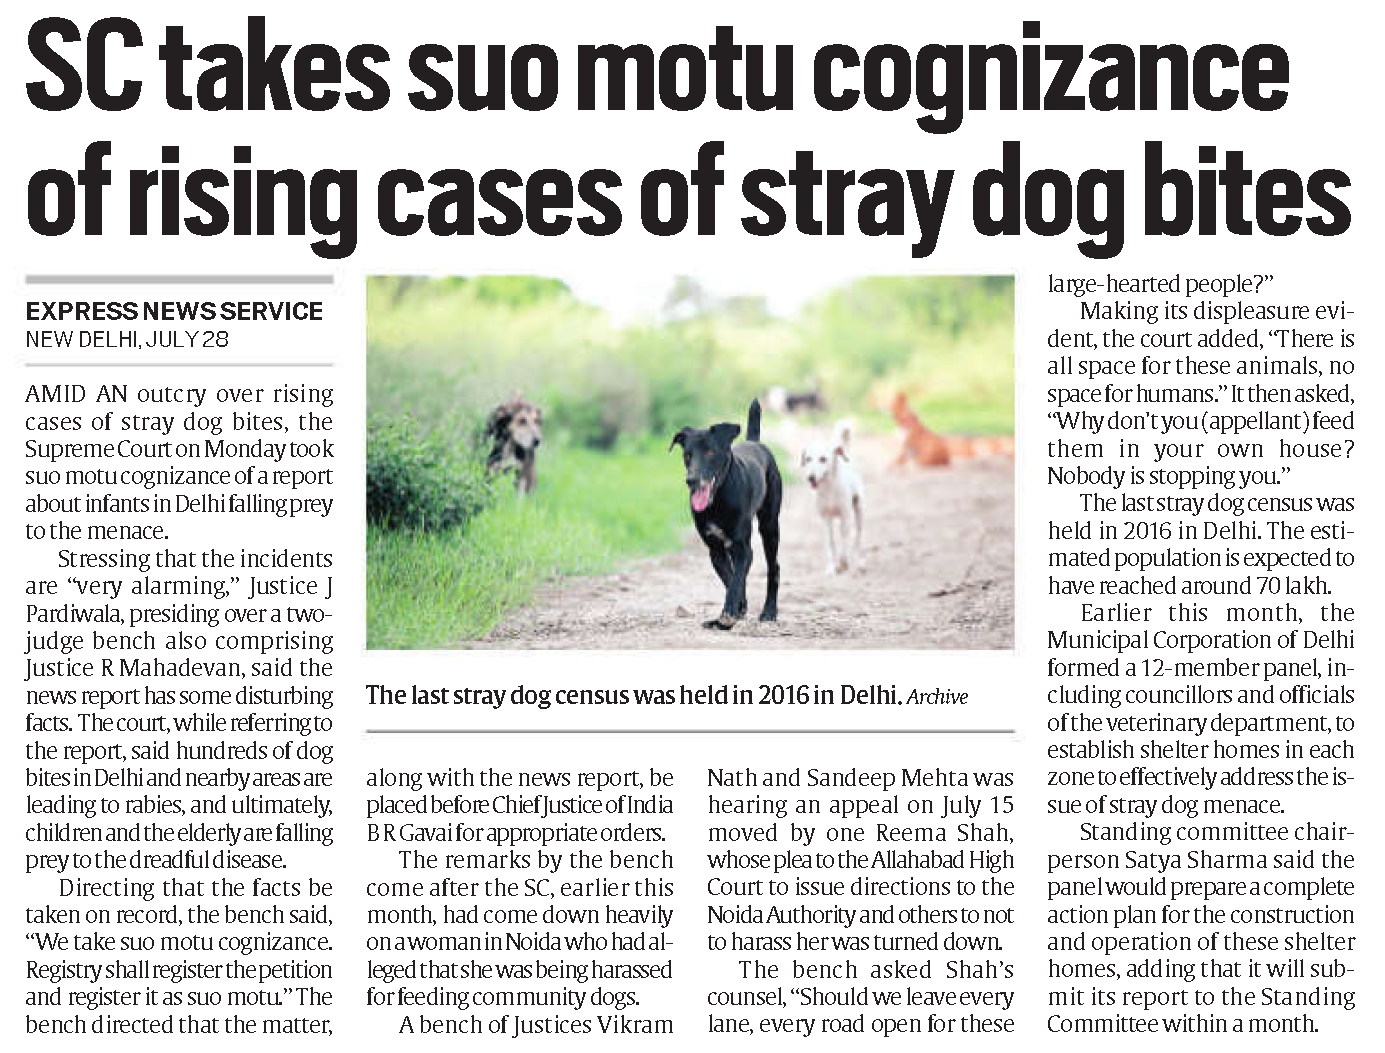 SC takes suo motu cognizance
of rising cases of stray dog bites
EXPRESS NEWS SERVICE
NEW DELHI, JULY 28
AMID AN outcry over rising
cases of stray dog bites, the
Supreme Court on Monday took
suo motu cognizance of a report
about infants in Delhi falling prey
to the menace.
Stressing that the incidents
are “very alarming,” Justice J
Pardiwala, presiding over a two-
judge bench also comprising
Justice R Mahadevan, said the
news report has some disturbing
facts. The court, while referring to
the report, said hundreds of dog
bites in Delhi and nearby areas are
leading to rabies, and ultimately,
children and the elderly are falling
prey to the dreadful disease.
Directing that the facts be
taken on record, the bench said,
“We take suo motu cognizance.
Registry shall register the petition
and register it as suo motu.” The
bench directed that the matter,
The last stray dog census was held in 2016 in Delhi. Archive
along with the news report, be
placed before Chief Justice of India
B R Gavai for appropriate orders.
The remarks by the bench
come after the SC, earlier this
month, had come down heavily
on a woman in Noida who had al-
leged that she was being harassed
for feeding community dogs.
A bench of Justices Vikram
Nath and Sandeep Mehta was
hearing an appeal on July 15
moved by one Reema Shah,
whose plea to the Allahabad High
Court to issue directions to the
Noida Authority and others to not
to harass her was turned down.
The bench asked Shah’s
counsel, “Should we leave every
lane, every road open for these
large-hearted people?”
Making its displeasure evi-
dent, the court added, “There is
all space for these animals, no
space for humans.” It then asked,
“Why don’t you (appellant) feed
them in your own house?
Nobody is stopping you.”
The last stray dog census was
held in 2016 in Delhi. The esti-
mated population is expected to
have reached around 70 lakh.
Earlier this month, the
Municipal Corporation of Delhi
formed a 12-member panel, in-
cluding councillors and officials
of the veterinary department, to
establish shelter homes in each
zone to effectively address the is-
sue of stray dog menace.
Standing committee chair-
person Satya Sharma said the
panel would prepare a complete
action plan for the construction
and operation of these shelter
homes, adding that it will sub-
mit its report to the Standing
Committee within a month.